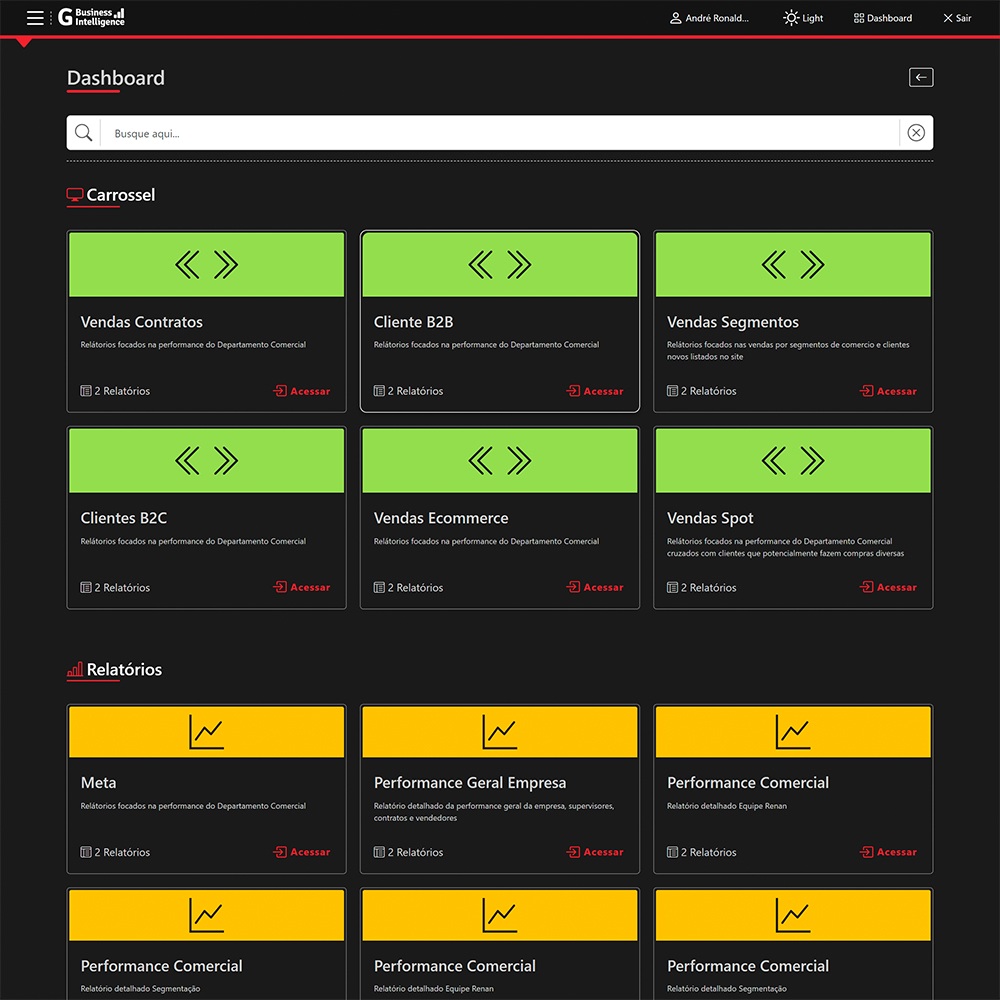 G Business Intelligence
André Ronald...
Light
Dashboard
Sair
Dashboard
Busque aqui...
Carrossel
Vendas Contratos
Relátorios focados na performance do Departamento Comercial
2 Relatórios
Acessar
Cliente B2B
Relátorios focados na performance do Departamento Comercial
2 Relatórios
Acessar
Vendas Segmentos
Relátorios focados nas vendas por segmentos de comercio e clientes
novos listados no site
2 Relatórios
Acessar
Clientes B2C
Relátorios focados na performance do Departamento Comercial
2 Relatórios
Acessar
Vendas Ecommerce
Relátorios focados na performance do Departamento Comercial
2 Relatórios
Acessar
Vendas Spot
Relátorios focados na performance do Departamento Comercial
cruzados com clientes que potencialmente fazem compras diversas
2 Relatórios
Acessar
Relatórios
Meta
Relátorios focados na performance do Departamento Comercial
2 Relatórios
Acessar
Performance Geral Empresa
Relatório detalhado da performance geral da empresa, supervisores,
contratos e vendedores
2 Relatórios
Acessar
Performance Comercial
Relatório detalhado Equipe Renan
2 Relatórios
Acessar
Performance Comercial
Relatório detalhado Segmentação
Performance Comercial
Relatório detalhado Equipe Renan
Performance Comercial
Relatório detalhado Segmentação